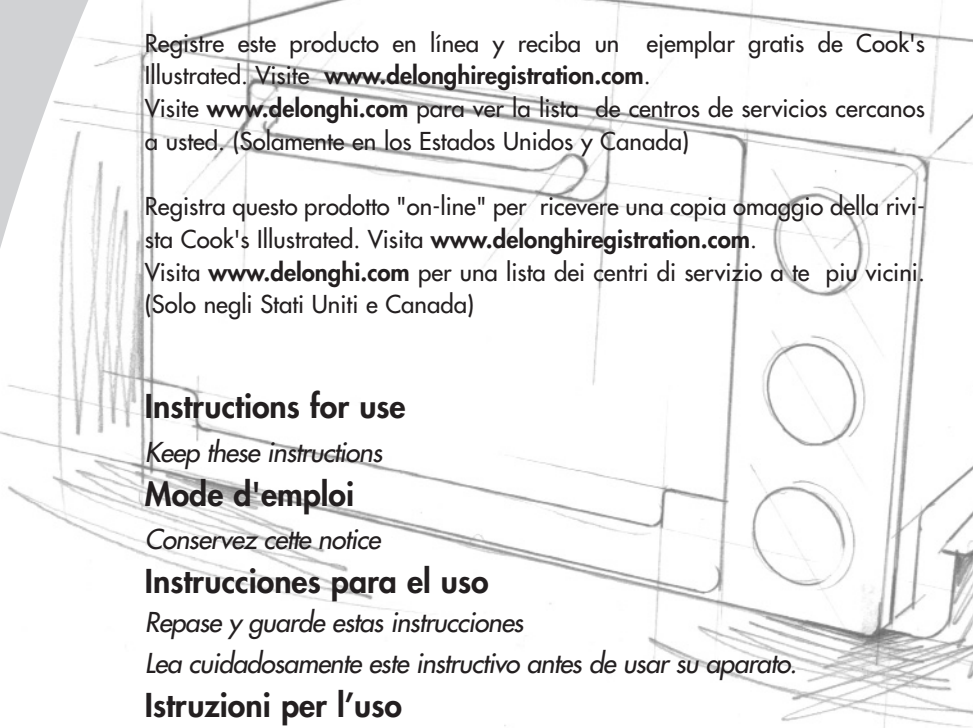 Registre este producto en línea y reciba un ejemplar gratis de Cook's
Illustrated. Visite www.delonghiregistration.com.
Visite www.delonghi.com para ver la lista de centros de servicios cercanos
a usted. (Solamente en los Estados Unidos y Canada)
Registra questo prodotto "on-line" per ricevere una copia omaggio della rivi-
sta Cook's Illustrated. Visita www.delonghiregistration.com.
Visita www.delonghi.com per una lista dei centri di servizio a te piu vicini.
(Solo negli Stati Uniti e Canada)
Instructions for use
Keep these instructions
Mode d'emploi
Conservez cette notice
Instrucciones para el uso
Repase y guarde estas instrucciones
Lea cuidadosamente este instructivo antes de usar su aparato.
Istruzioni per l’uso